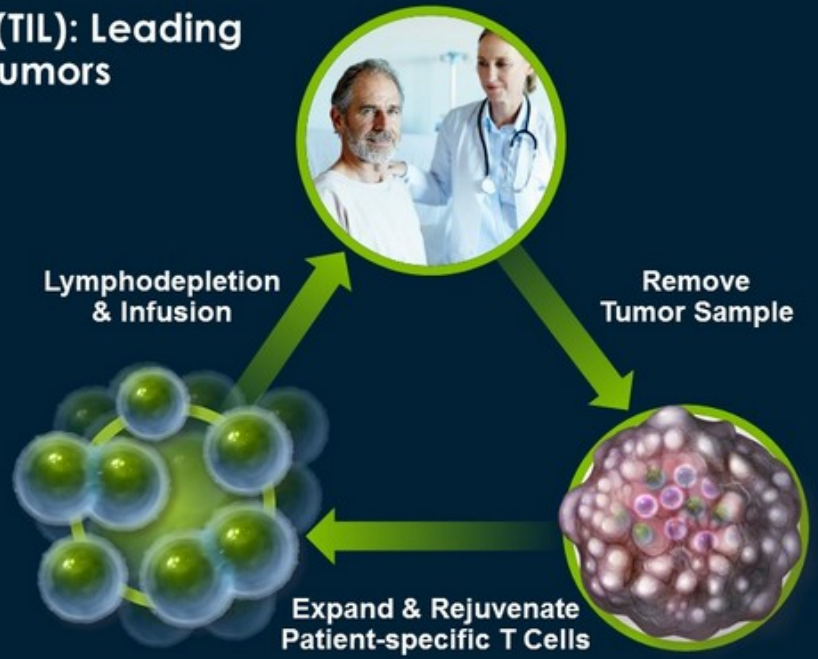 (TIL): Leading
umors
Lymphodepletion
& Infusion
Remove
Tumor Sample
Expand & Rejuvenate
Patient-specific T Cells